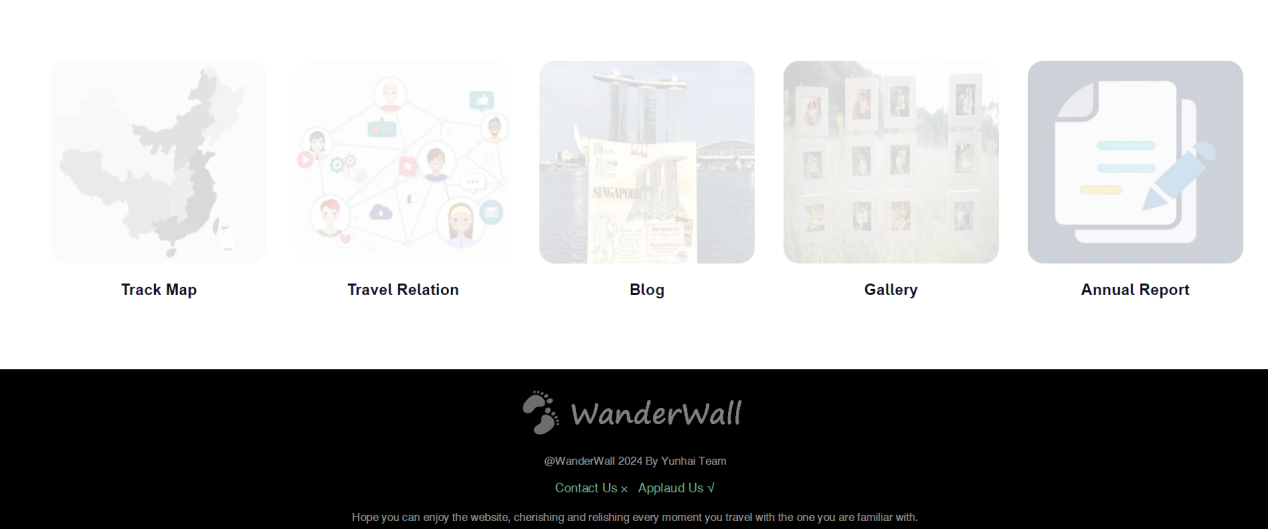 SINGAPORE
Track Map
Travel Relation
Blog
Gallery
Annual Report
WanderWall
@WanderWall 2024 By Yunhai Team
Contact Us × Applaud Us √
Hope you can enjoy the website, cherishing and relishing every moment you travel with the one you are familiar with.